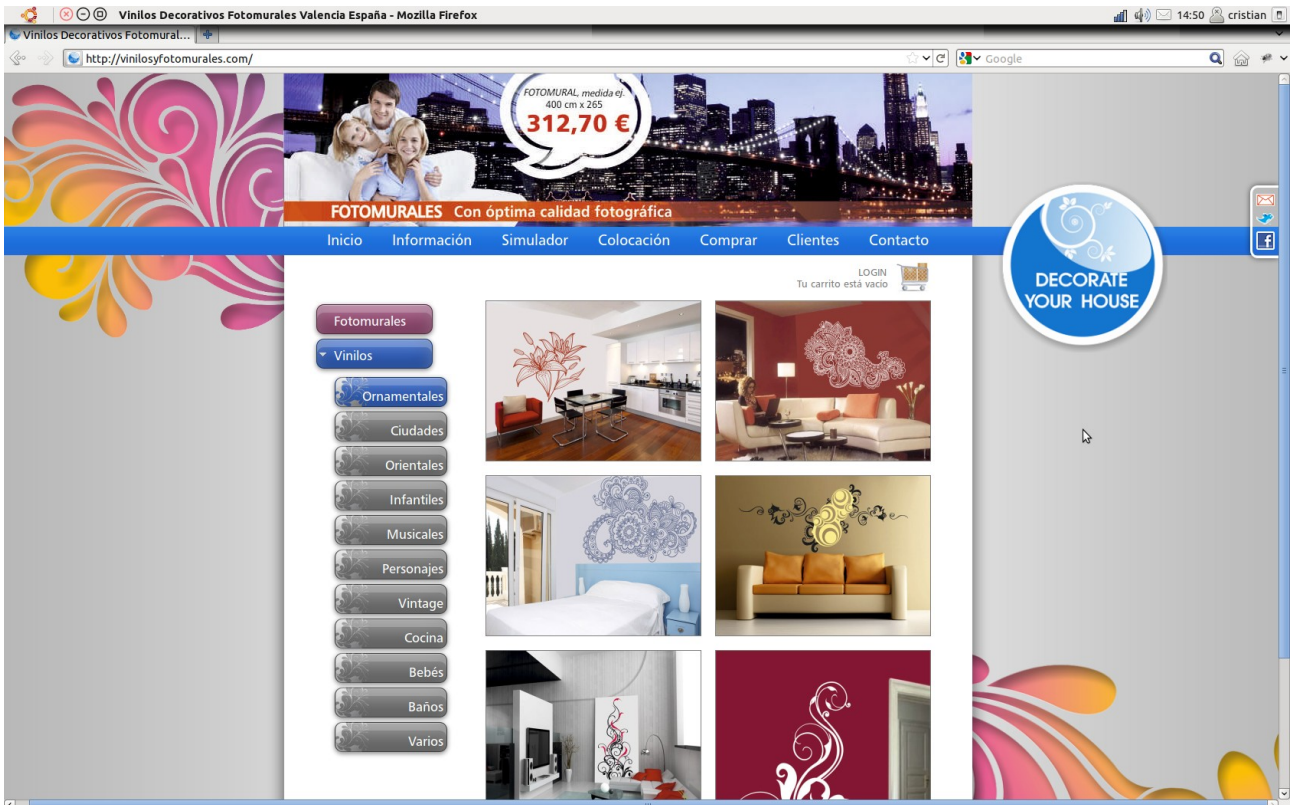 Vinilos Decorativos Fotomurales Valencia España - Mozilla Firefox
14:50
cristian
Vinilos Decorativos Fotomural...
http://vinilosyfotomurales.com/
Google
FOTOMURAL, medida ej.
400 cm x 265
312,70 €
FOTOMURALES Con óptima calidad fotográfica
Inicio Información Simulador Colocación Comprar Clientes Contacto
LOGIN
Tu carrito está vacío
DECORATE
YOUR HOUSE
Fotomurales
Vinilos
Ornamentales
Ciudades
Orientales
Infantiles
Musicales
Personajes
Vintage
Cocina
Bebés
Baños
Varios